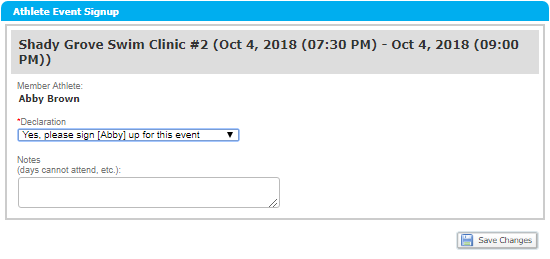 Athlete Event Signup
Shady Grove Swim Clinic #2 (Oct 4, 2018 (07:30 PM) - Oct 4, 2018 (09:00
PM))
Member Athlete:
Abby Brown
*Declaration
Yes, please sign [Abby] up for this event
Notes
(days cannot attend, etc.):
Save Changes